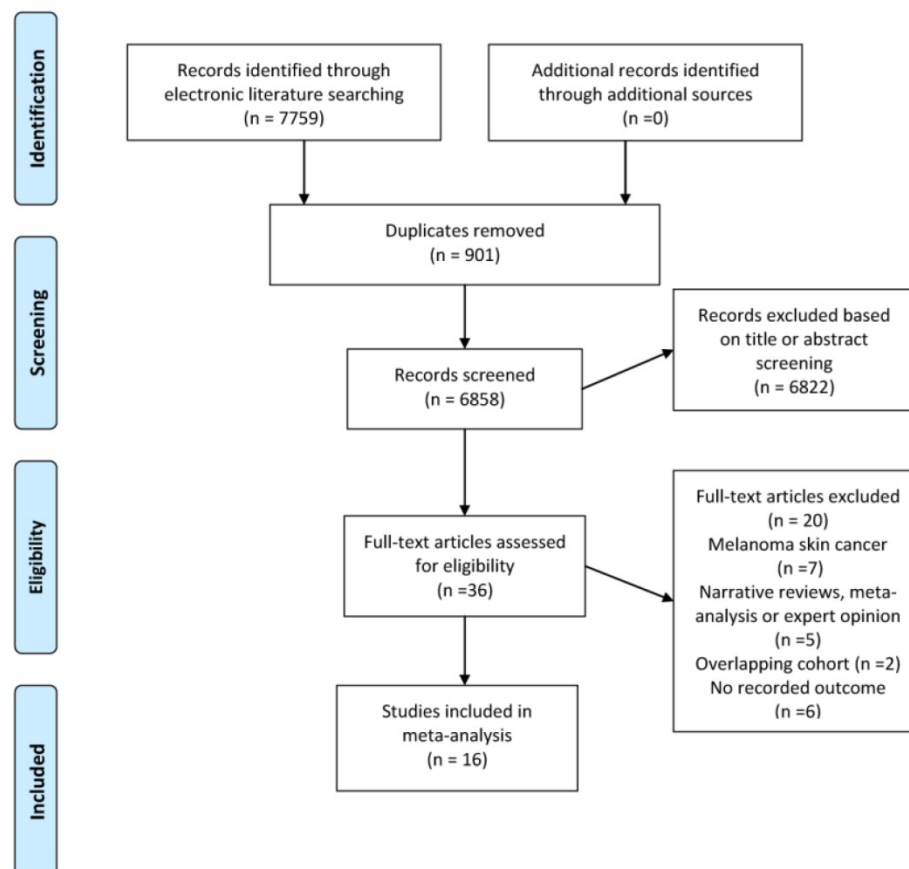 Identification
Records identified through
electronic literature searching
(n = 7759)
Additional records identified
through additional sources
(n =0)
Duplicates removed
(n = 901)
Screening
Records screened
(n = 6858)
Records excluded based
on title or abstract
screening
(n = 6822)
Eligibility
Full-text articles assessed
for eligibility
(n =36)
Full-text articles excluded
(n = 20)
Melanoma skin cancer
(n =7)
Narrative reviews, meta-
analysis or expert opinion
(n =5)
Overlapping cohort (n =2)
No recorded outcome
(n =6)
Included
Studies included in
meta-analysis
(n = 16)